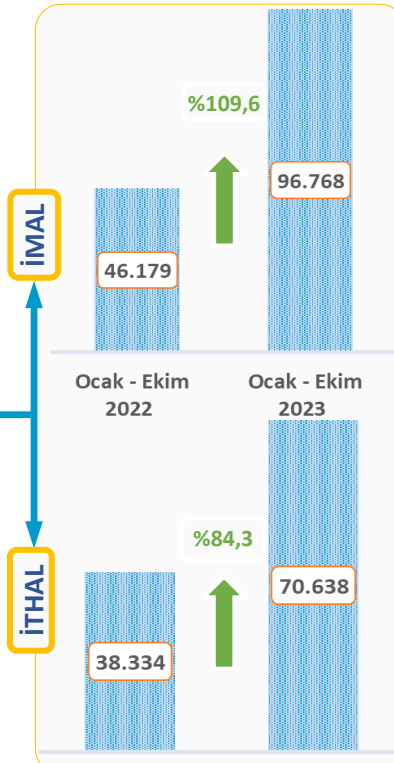 %109,6
96.768
46.179
İMAL
Ocak - Ekim
2022
Ocak - Ekim
2023
%84,3
70.638
38.334
İTHAL